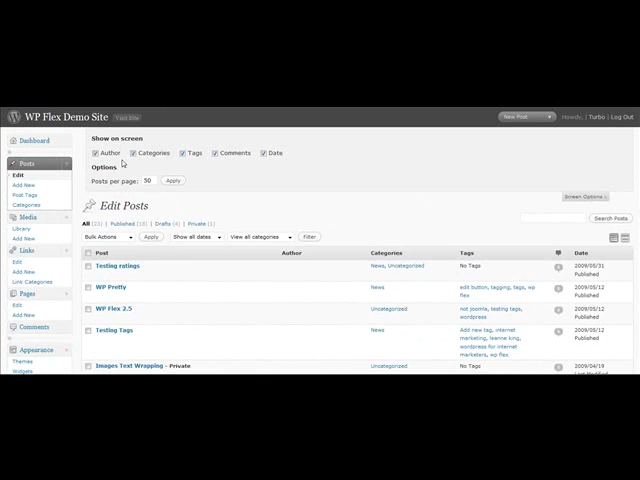 WP Flex Demo Site Visit Site New Post Howdy, | Turbo | Log Out
Dashboard
Posts
Edit
Add New
Post Tags
Categories
Media
Library
Add New
Links
Edit
Add New
Link Categories
Pages
Edit
Add New
Comments
Appearance
Themes
Widgets
Show on screen
Author Categories Tags Comments Date
Options
Posts per page: 50 Apply
Screen Options
Edit Posts
All (23) | Published (18) | Drafts (4) | Private (1)
Search Posts
Bulk Actions Apply Show all dates View all categories Filter
Post Author Categories Tags Date
Testing ratings News, Uncategorized No Tags 2009/05/31
Published
WP Pretty News edit button, tagging, tags, wp 2009/05/12
flex Published
WP Flex 2.5 Uncategorized not joomla, testing tags, 2009/05/12
wordpress Published
Testing Tags News Add new tag, internet 2009/05/12
marketing, leanne king, Published
wordpress for internet
marketers, wp flex
Images Text Wrapping - Private Uncategorized No Tags 2009/04/19
Last Modified